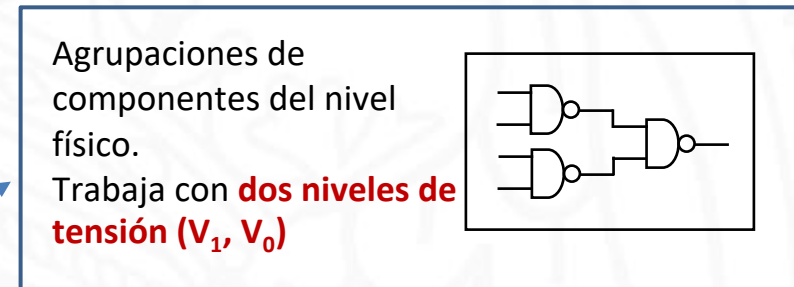 Agrupaciones de
componentes del nivel
físico.
Trabaja con dos niveles de
tensión (V₁, V₀)